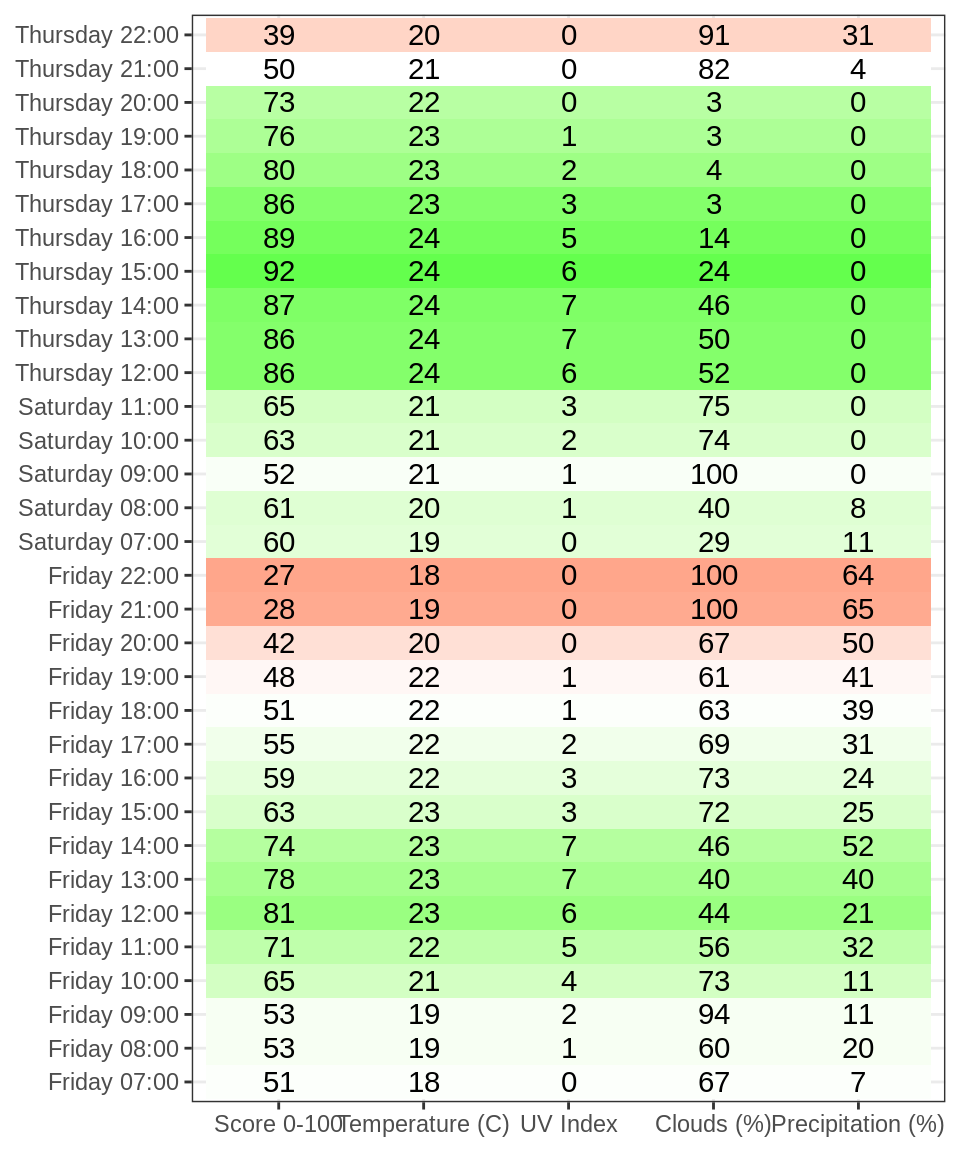 Thursday 22:00 39 20 0 91 31
Thursday 21:00 50 21 0 82 4
Thursday 20:00 73 22 0 3 0
Thursday 19:00 76 23 1 3 0
Thursday 18:00 80 23 2 4 0
Thursday 17:00 86 23 3 3 0
Thursday 16:00 89 24 5 14 0
Thursday 15:00 92 24 6 24 0
Thursday 14:00 87 24 7 46 0
Thursday 13:00 86 24 7 50 0
Thursday 12:00 86 24 6 52 0
Saturday 11:00 65 21 3 75 0
Saturday 10:00 63 21 2 74 0
Saturday 09:00 52 21 1 100 0
Saturday 08:00 61 20 1 40 8
Saturday 07:00 60 19 0 29 11
Friday 22:00 27 18 0 100 64
Friday 21:00 28 19 0 100 65
Friday 20:00 42 20 0 67 50
Friday 19:00 48 22 1 61 41
Friday 18:00 51 22 1 63 39
Friday 17:00 55 22 2 69 31
Friday 16:00 59 22 3 73 24
Friday 15:00 63 23 3 72 25
Friday 14:00 74 23 7 46 52
Friday 13:00 78 23 7 40 40
Friday 12:00 81 23 6 44 21
Friday 11:00 71 22 5 56 32
Friday 10:00 65 21 4 73 11
Friday 09:00 53 19 2 94 11
Friday 08:00 53 19 1 60 20
Friday 07:00 51 18 0 67 7
Score 0-100 Temperature (C) UV Index Clouds (%) Precipitation (%)